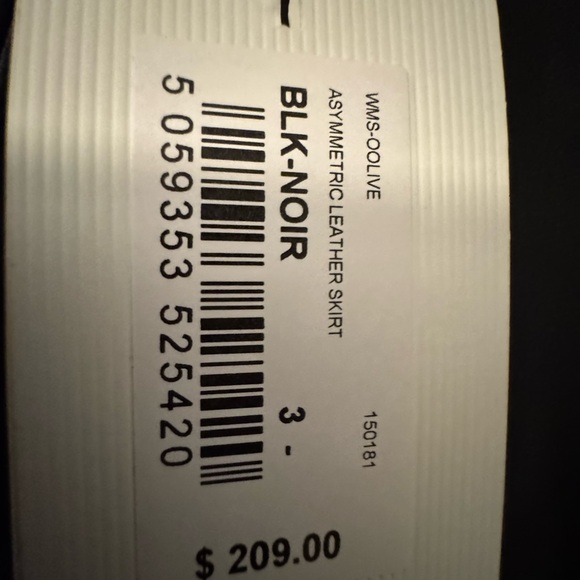 WMS-OOLIVE 150181
ASYMMETRIC LEATHER SKIRT
BLK-NOIR 3 -
5 059353 525420
$ 209.00